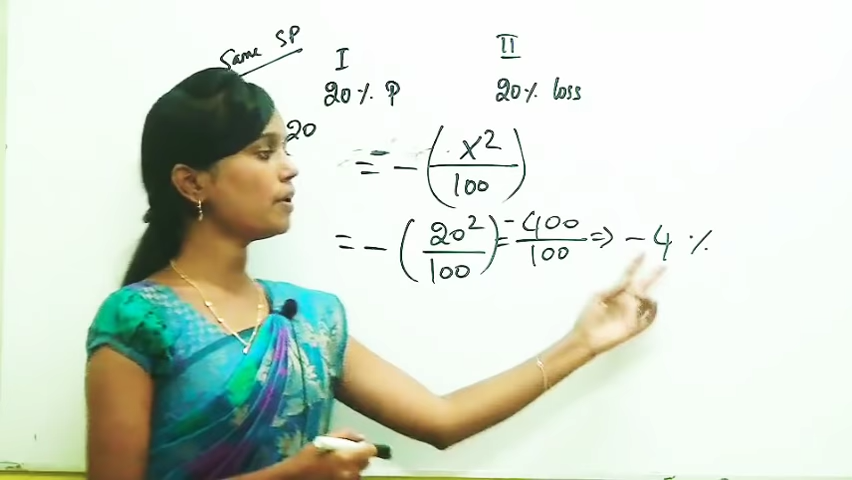 Same SP
I II
20% P 20% loss
20
= - (x²/100)
= - (20²/100) = -400/100 => -4%